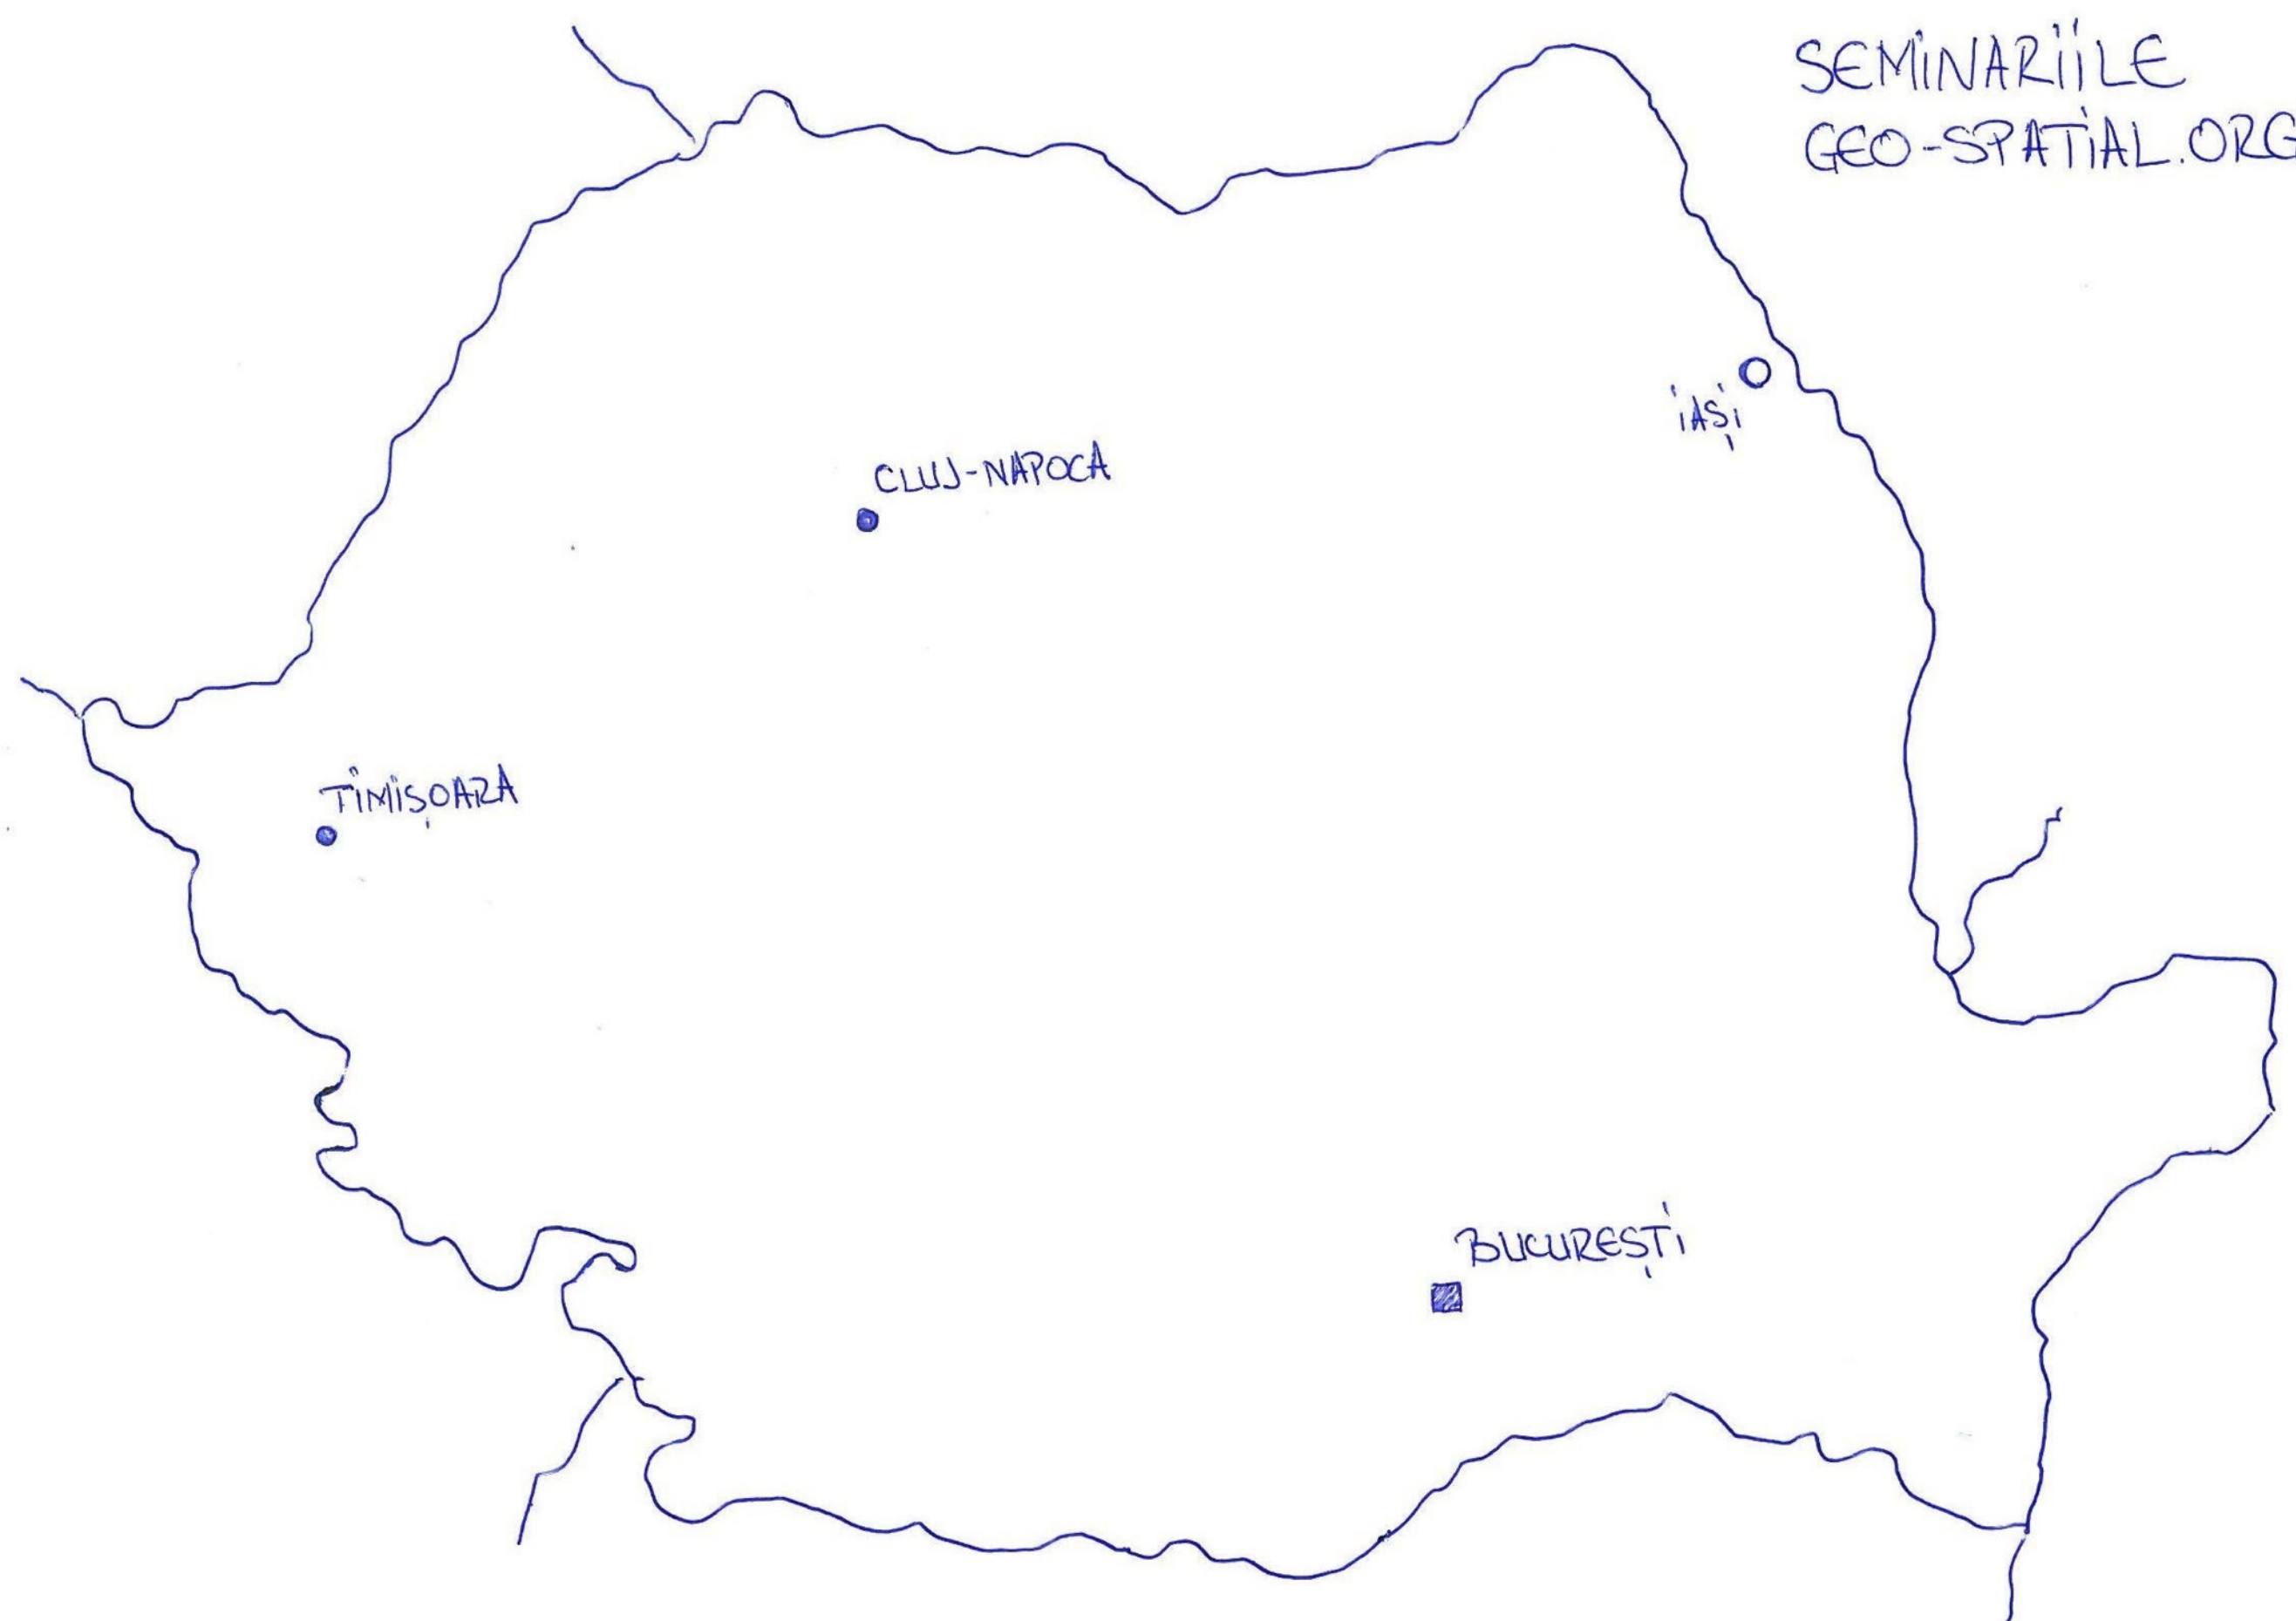 SEMINARIILE
GEO-SPATIAL.ORG
IAȘI
CLUJ-NAPOCA
TIMIȘOARA
BUCUREȘTI